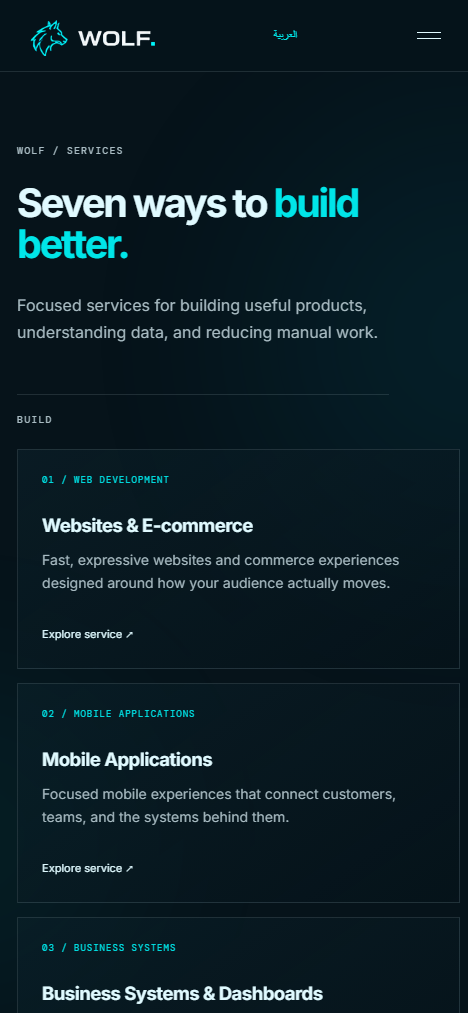 WOLF.
العربية
WOLF / SERVICES
Seven ways to build
better.
Focused services for building useful products,
understanding data, and reducing manual work.
BUILD
01 / WEB DEVELOPMENT
Websites & E-commerce
Fast, expressive websites and commerce experiences
designed around how your audience actually moves.
Explore service ↗
02 / MOBILE APPLICATIONS
Mobile Applications
Focused mobile experiences that connect customers,
teams, and the systems behind them.
Explore service ↗
03 / BUSINESS SYSTEMS
Business Systems & Dashboards